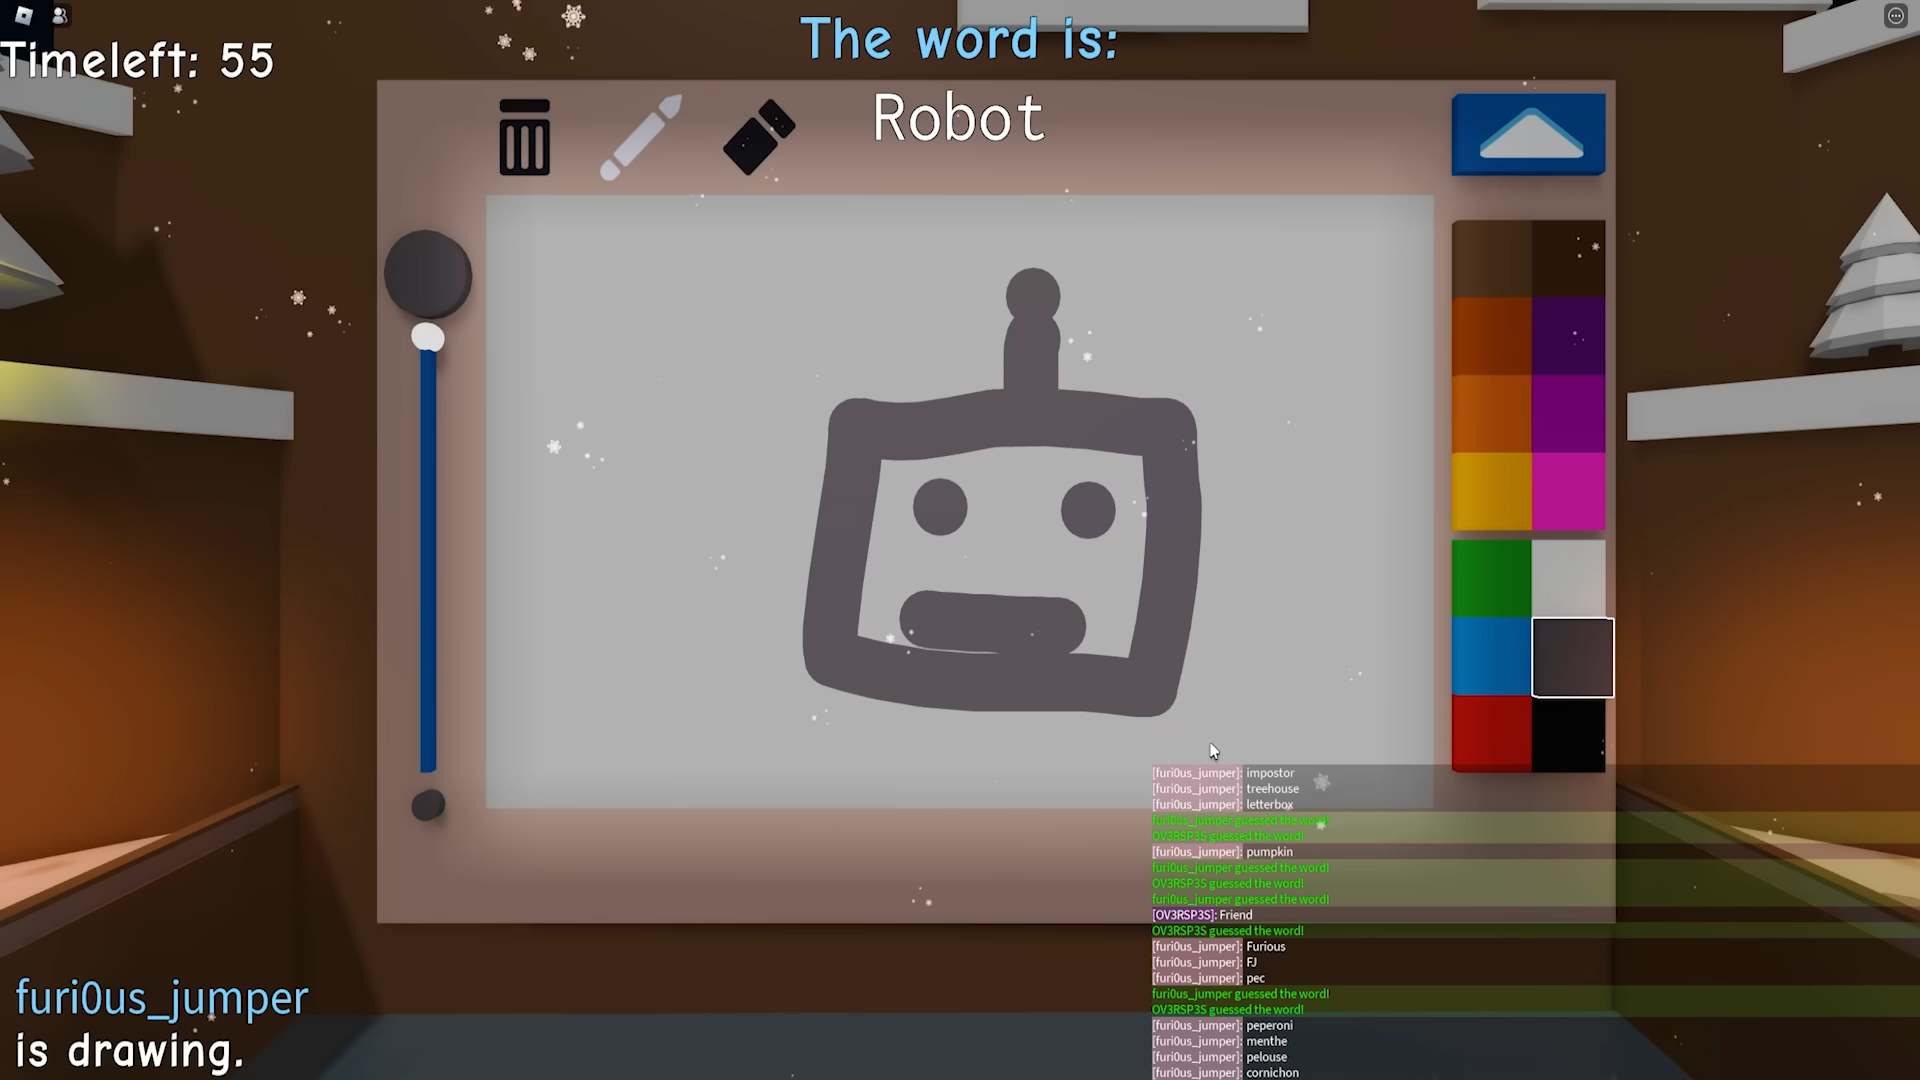 Timeleft: 55
The word is:
Robot
[furi0us_jumper]: impostor
[furi0us_jumper]: treehouse
[furi0us_jumper]: letterbox
furi0us_jumper guessed the word!
OV3RSP3S guessed the word!
[furi0us_jumper]: pumpkin
furi0us_jumper guessed the word!
OV3RSP3S guessed the word!
furi0us_jumper guessed the word!
[OV3RSP3S]: Friend
OV3RSP3S guessed the word!
[furi0us_jumper]: Furious
[furi0us_jumper]: FJ
[furi0us_jumper]: pec
furi0us_jumper guessed the word!
OV3RSP3S guessed the word!
[furi0us_jumper]: peperoni
[furi0us_jumper]: menthe
[furi0us_jumper]: pelouse
[furi0us_jumper]: cornichon
furi0us_jumper
is drawing.